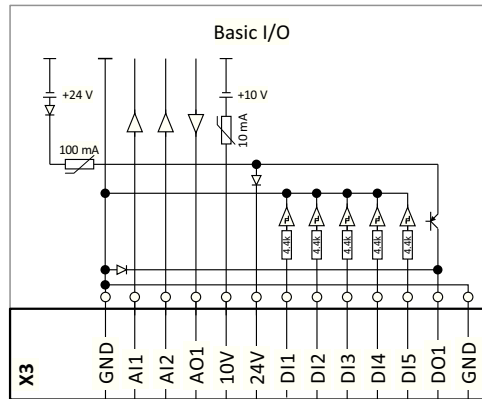 Basic I/O
+24 V
+10 V
10 mA
100 mA
4.4k
4.4k
4.4k
4.4k
4.4k
X3
GND
AI1
AI2
AO1
10V
24V
DI1
DI2
DI3
DI4
DI5
DO1
GND